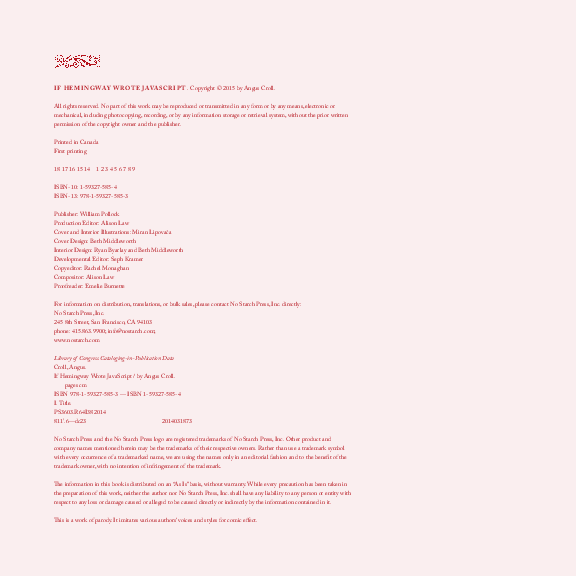 IF HEMINGWAY WROTE JAVASCRIPT. Copyright © 2015 by Angus Croll.
All rights reserved. No part of this work may be reproduced or transmitted in any form or by any means, electronic or
mechanical, including photocopying, recording, or by any information storage or retrieval system, without the prior written
permission of the copyright owner and the publisher.
Printed in Canada
First printing
18 17 16 15 14    1 2 3 4 5 6 7 8 9
ISBN-10: 1-59327-585-4
ISBN-13: 978-1-59327-585-3
Publisher: William Pollock
Production Editor: Alison Law
Cover and Interior Illustrations: Miran Lipovača
Cover Design: Beth Middleworth
Interior Design: Ryan Byarlay and Beth Middleworth
Developmental Editor: Seph Kramer
Copyeditor: Rachel Monaghan
Compositor: Alison Law
Proofreader: Emelie Burnette
For information on distribution, translations, or bulk sales, please contact No Starch Press, Inc. directly:
No Starch Press, Inc.
245 8th Street, San Francisco, CA 94103
phone: 415.863.9900; info@nostarch.com;
www.nostarch.com
Library of Congress Cataloging-in-Publication Data
Croll, Angus.
If Hemingway Wrote JavaScript / by Angus Croll.
pages cm
ISBN 978-1-59327-585-3 -- ISBN 1-59327-585-4
I. Title.
PS3603.R64I38 2014
811'.6--dc23    2014031873
No Starch Press and the No Starch Press logo are registered trademarks of No Starch Press, Inc. Other product and
company names mentioned herein may be the trademarks of their respective owners. Rather than use a trademark symbol
with every occurrence of a trademarked name, we are using the names only in an editorial fashion and to the benefit of the
trademark owner, with no intention of infringement of the trademark.
The information in this book is distributed on an "As Is" basis, without warranty. While every precaution has been taken in
the preparation of this work, neither the author nor No Starch Press, Inc. shall have any liability to any person or entity with
respect to any loss or damage caused or alleged to be caused directly or indirectly by the information contained in it.
This is a work of parody. It imitates various authors' voices and styles for comic effect.